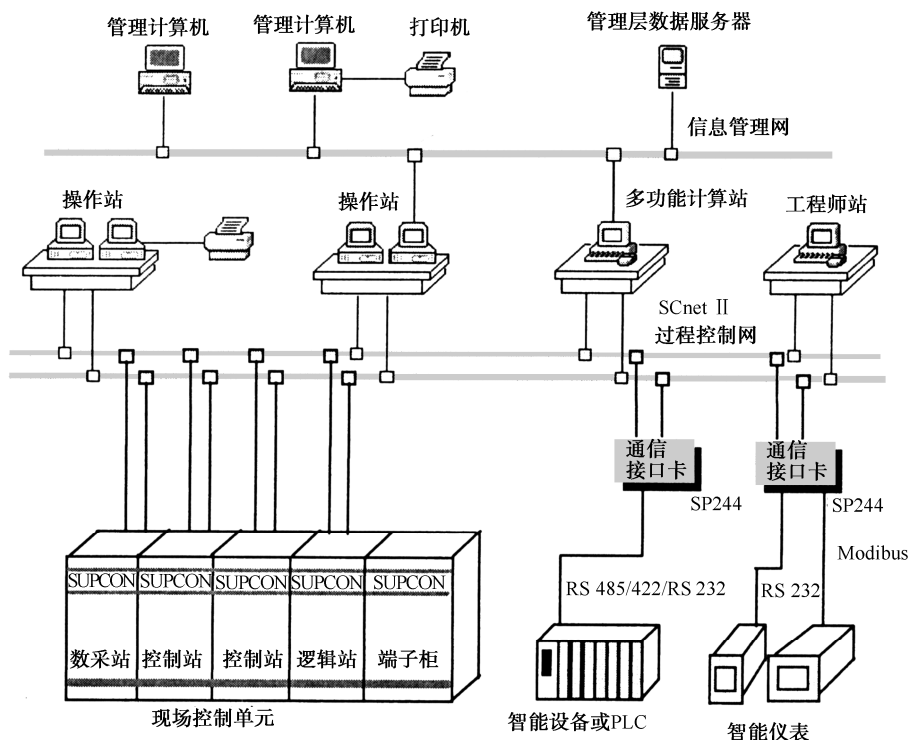 管理计算机
管理计算机
打印机
管理层数据服务器
信息管理网
操作站
操作站
多功能计算站
工程师站
SCnet Ⅱ
过程控制网
通信
接口卡
SP244
通信
接口卡
SP244
Modibus
RS 485/422/RS 232
RS 232
SUPCON
SUPCON
SUPCON
SUPCON
SUPCON
数采站
控制站
控制站
逻辑站
端子柜
现场控制单元
智能设备或PLC
智能仪表